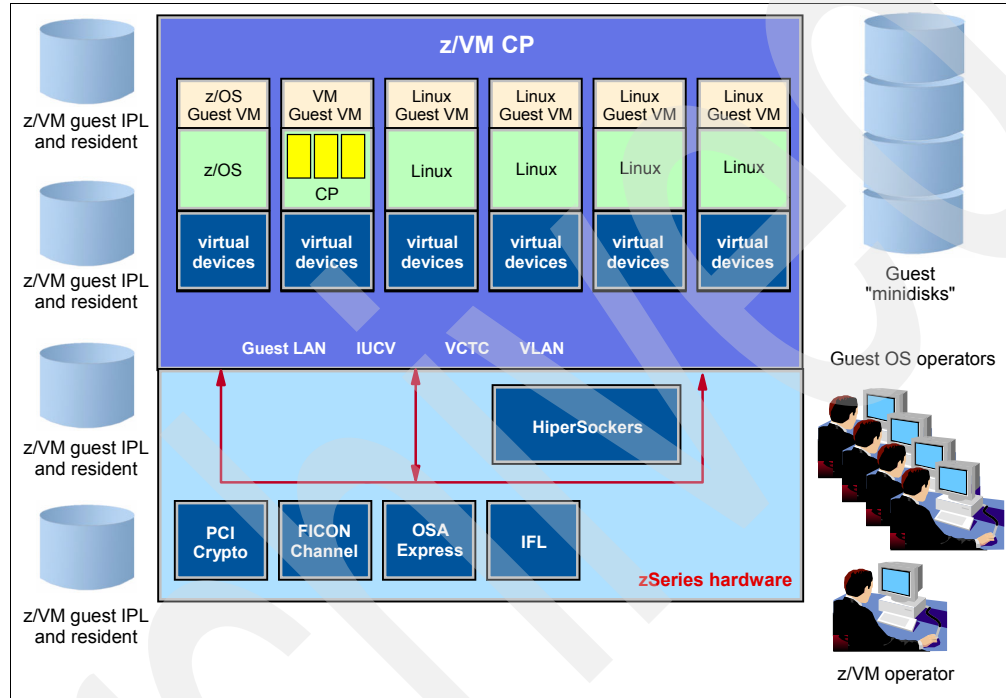 z/VM CP
z/OS
Guest VM
VM
Guest VM
Linux
Guest VM
Linux
Guest VM
Linux
Guest VM
Linux
Guest VM
z/OS
CP
Linux
Linux
Linux
Linux
virtual
devices
virtual
devices
virtual
devices
virtual
devices
virtual
devices
virtual
devices
Guest LAN
IUCV
VCTC
VLAN
HiperSockers
PCI
Crypto
FICON
Channel
OSA
Express
IFL
zSeries hardware
z/VM guest IPL
and resident
z/VM guest IPL
and resident
z/VM guest IPL
and resident
z/VM guest IPL
and resident
Guest
"minidisks"
Guest OS operators
z/VM operator